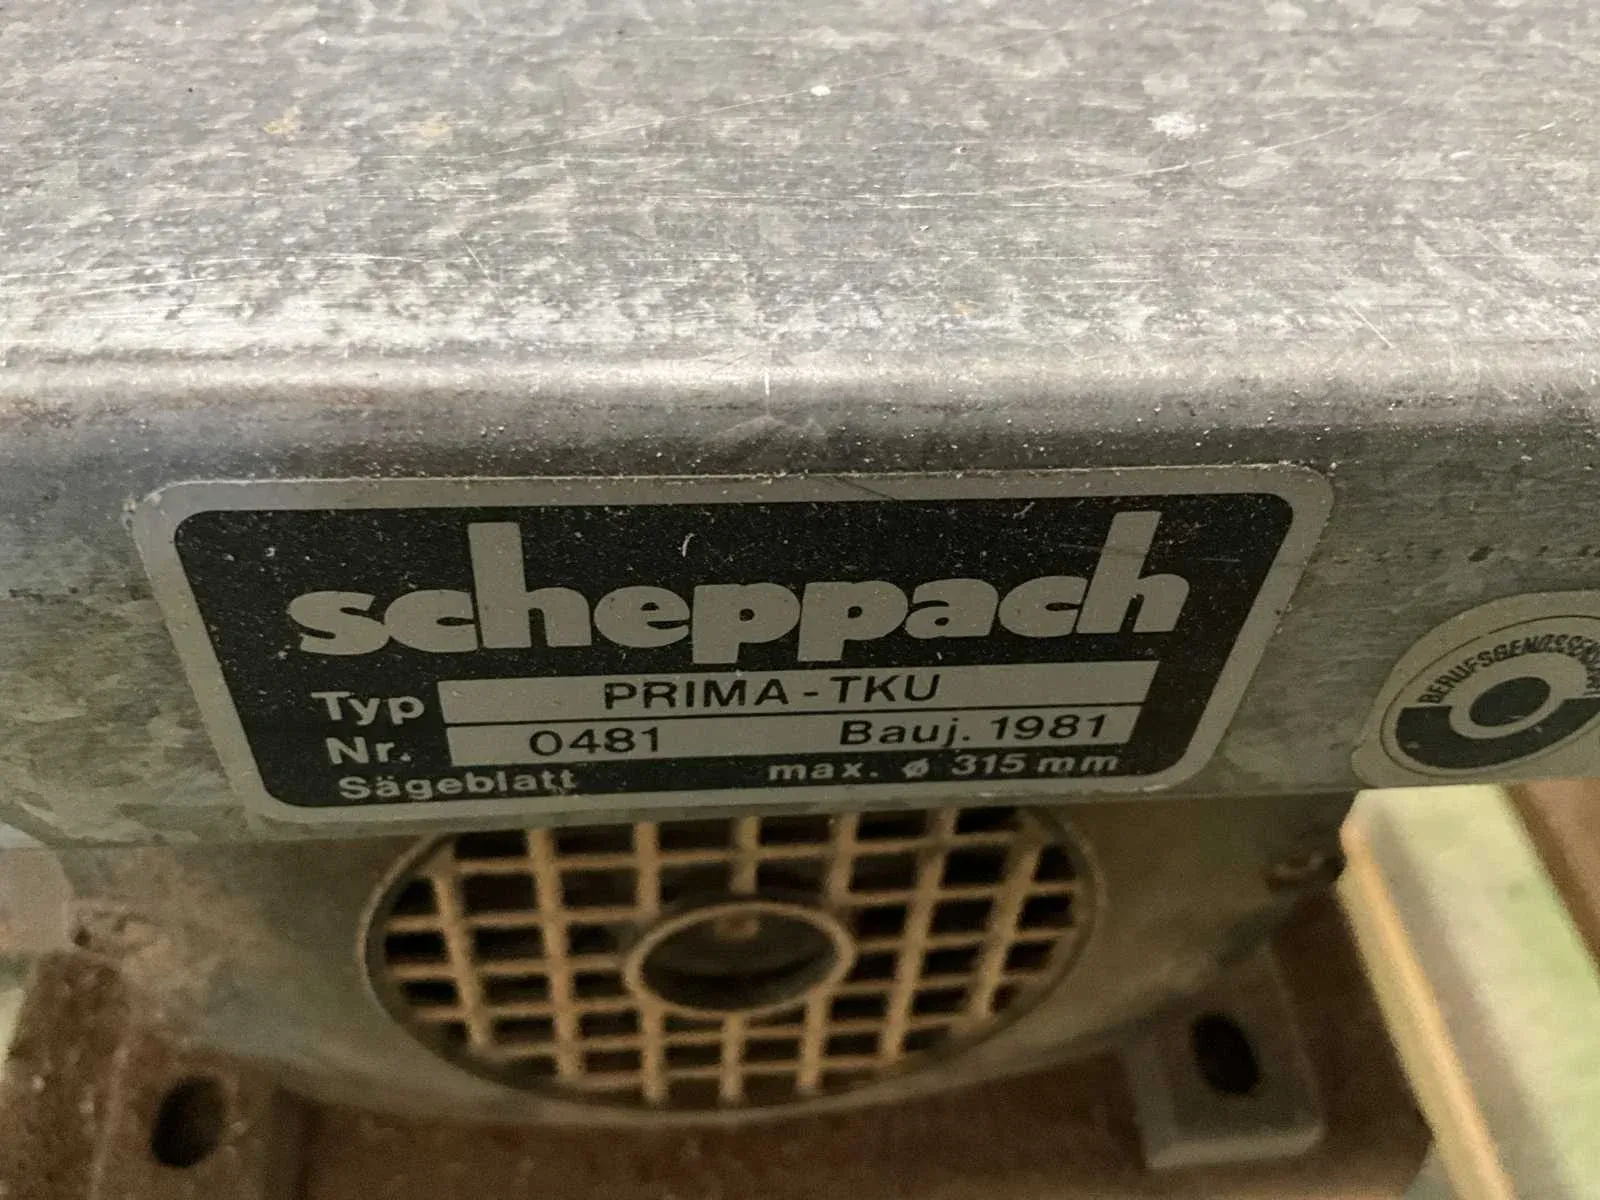 scheppach
Typ PRIMA-TKU
Nr. 0481 Bauj. 1981
Sägeblatt max. ø 315 mm
BERUFSGENOSSENSCHAFT